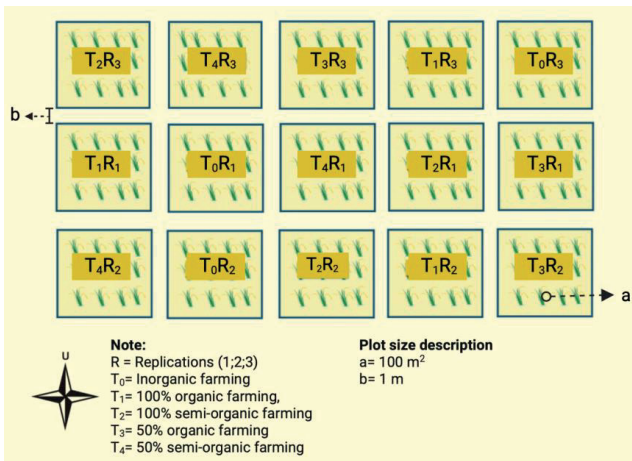 T₂R₃ T₄R₃ T₃R₃ T₁R₃ T₀R₃
b
T₁R₁ T₀R₁ T₄R₁ T₂R₁ T₃R₁
T₄R₂ T₀R₂ T₂R₂ T₁R₂ T₃R₂
a
U
Note:
R = Replications (1;2;3)
T₀= Inorganic farming
T₁= 100% organic farming,
T₂= 100% semi-organic farming
T₃= 50% organic farming
T₄= 50% semi-organic farming
Plot size description
a= 100 m²
b= 1 m